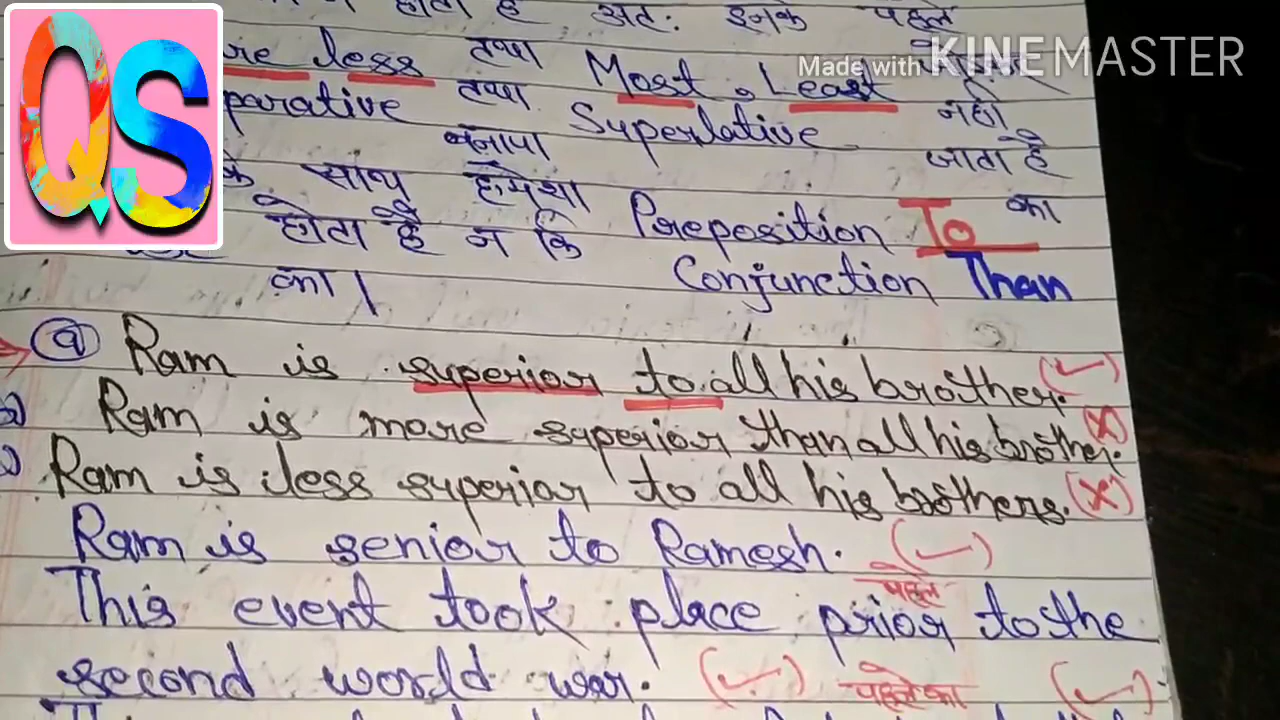 होता है अतः इनके पहले
QS
Made with KINEMASTER
less तथा Most, Least
parative तथा Superlative नही
बनाया जाता है
के साथ हमेशा Preposition To का
होता है न कि Conjunction Than
का।
Ram is superior to all his brother. (✓)
Ram is more superior than all his brother. (x)
Ram is less superior to all his brothers. (x)
Ram is senior to Ramesh. (✓)
पहले
This event took place prior to the
second world war. (✓) पहले का (✓)